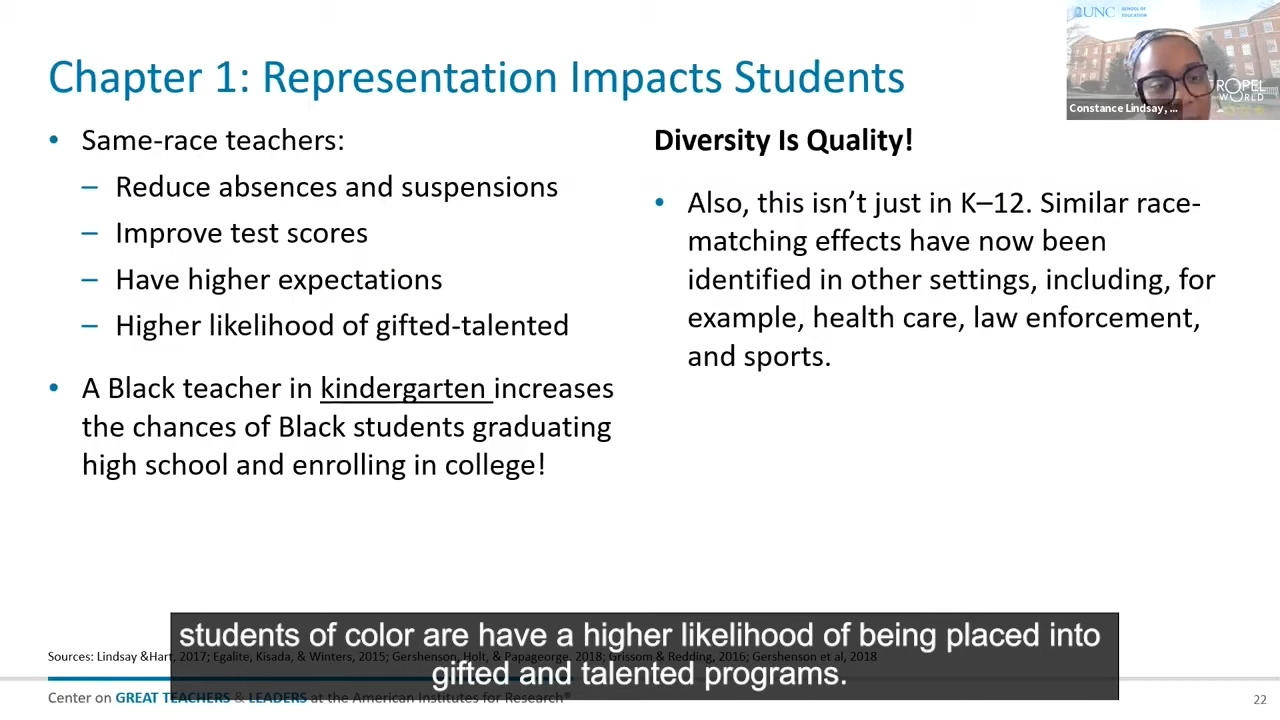 UNC SCHOOL OF EDUCATION
ROPEL
WORLD
Constance Lindsay, ...
Chapter 1: Representation Impacts Students
• Same-race teachers:
– Reduce absences and suspensions
– Improve test scores
– Have higher expectations
– Higher likelihood of gifted-talented
• A Black teacher in kindergarten increases
the chances of Black students graduating
high school and enrolling in college!
Diversity Is Quality!
• Also, this isn’t just in K–12. Similar race-
matching effects have now been
identified in other settings, including, for
example, health care, law enforcement,
and sports.
students of color are have a higher likelihood of being placed into
gifted and talented programs.
Sources: Lindsay &Hart, 2017; Egalite, Kisada, & Winters, 2015; Gershenson, Holt, & Papageorge, 2018; Grissom & Redding, 2016; Gershenson et al, 2018
Center on GREAT TEACHERS & LEADERS at the American Institutes for Research®
22